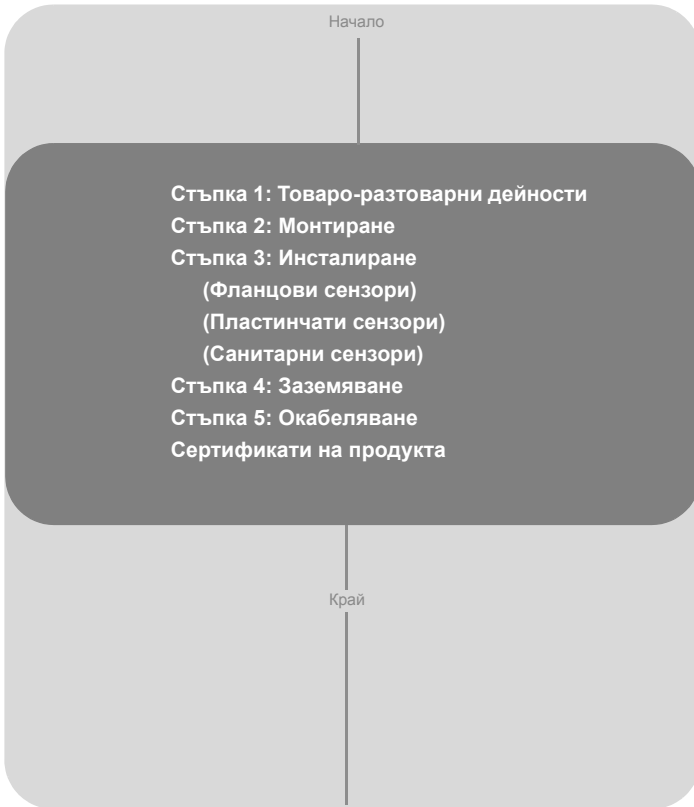 Начало
Стъпка 1: Товаро-разтоварни дейности
Стъпка 2: Монтиране
Стъпка 3: Инсталиране
(Фланцови сензори)
(Пластинчати сензори)
(Санитарни сензори)
Стъпка 4: Заземяване
Стъпка 5: Окабеляване
Сертификати на продукта
Край